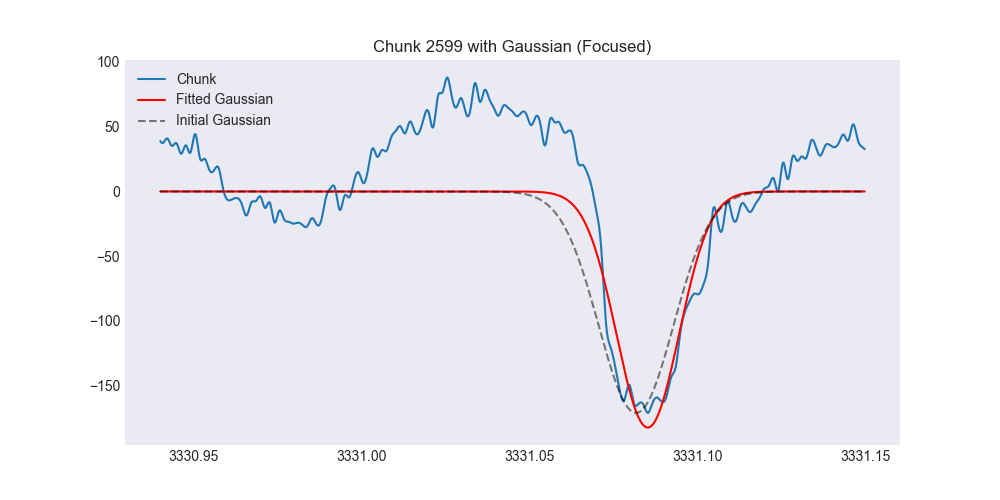 Chunk 2599 with Gaussian (Focused)
Chunk
Fitted Gaussian
Initial Gaussian
100
50
0
−50
−100
−150
3330.95 3331.00 3331.05 3331.10 3331.15